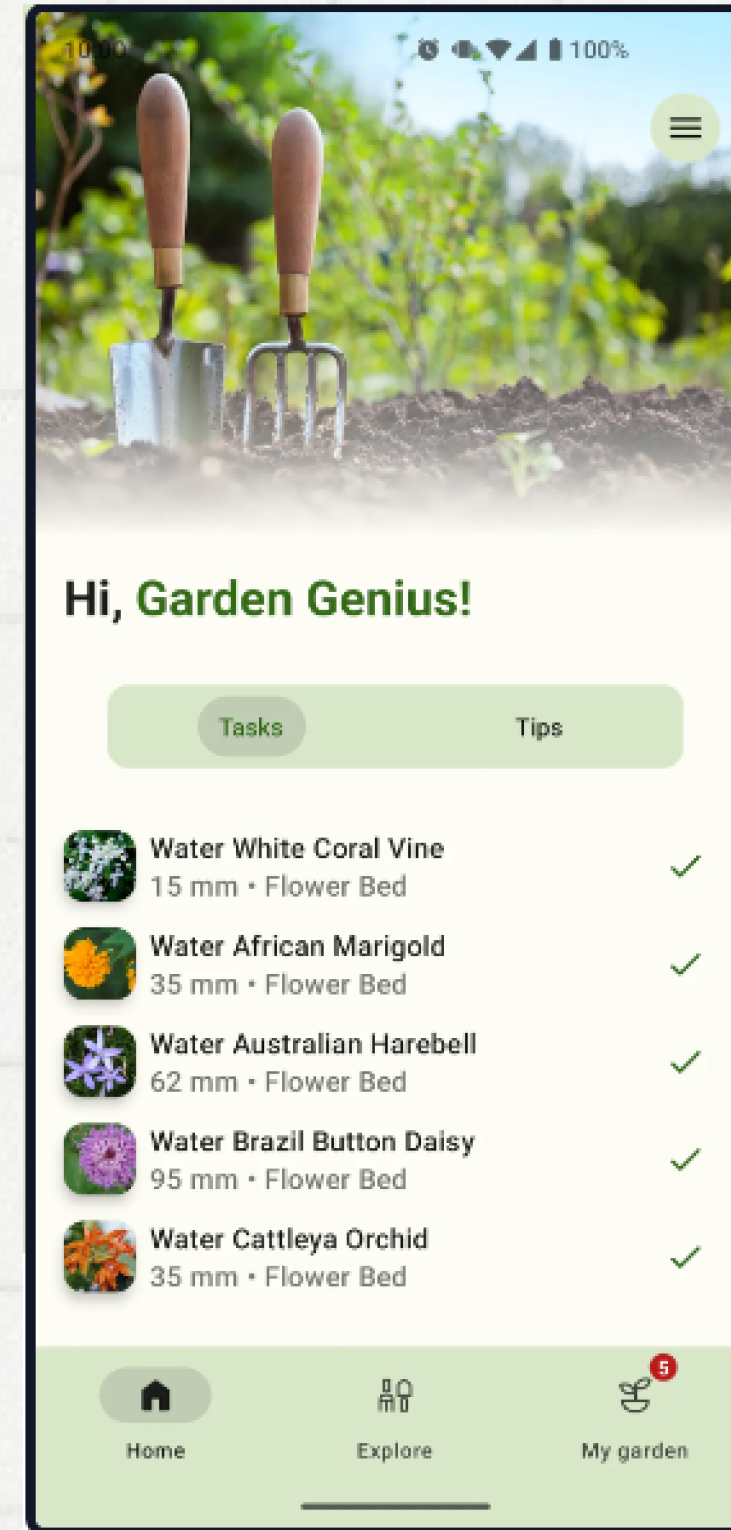 10:00 100%
Hi, Garden Genius!
Tasks Tips
Water White Coral Vine
15 mm • Flower Bed
Water African Marigold
35 mm • Flower Bed
Water Australian Harebell
62 mm • Flower Bed
Water Brazil Button Daisy
95 mm • Flower Bed
Water Cattleya Orchid
35 mm • Flower Bed
5
Home Explore My garden